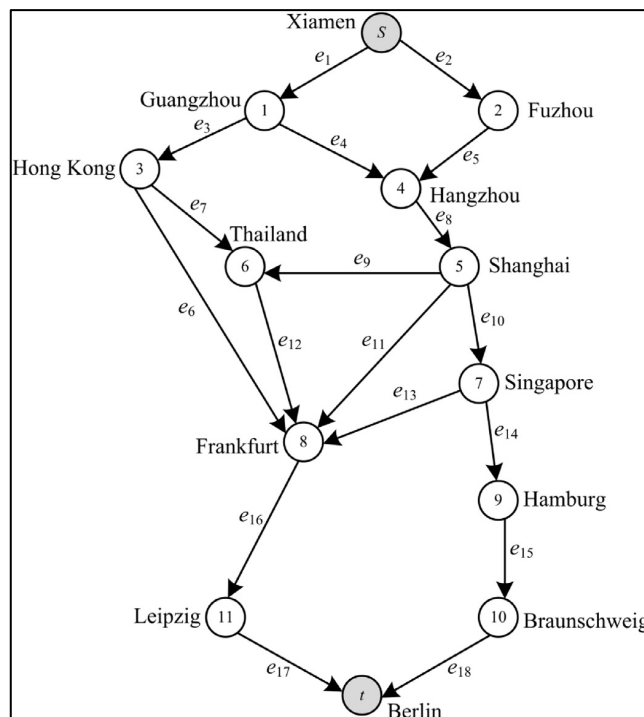 Xiamen
S
e1
e2
Guangzhou
1
2
Fuzhou
e3
e4
e5
Hong Kong
3
4
Hangzhou
e7
e8
Thailand
6
e9
5
Shanghai
e6
e12
e11
e10
7
Singapore
e13
e14
Frankfurt
8
9
Hamburg
e16
e15
Leipzig
11
10
Braunschweig
e17
e18
t
Berlin